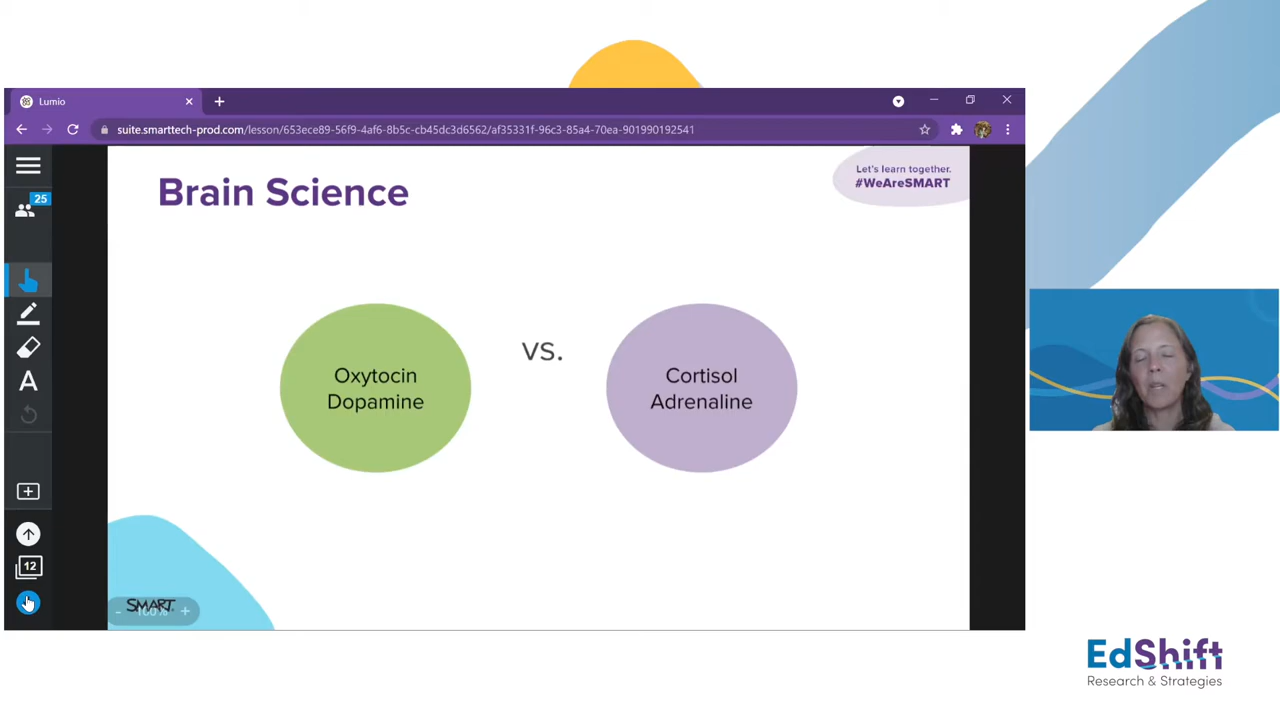 Lumio
suite.smarttech-prod.com/lesson/653ece89-56f9-4af6-8b5c-cb45dc3d6562/af35331f-96c3-85a4-70ea-901990192541
25
Brain Science
Let's learn together.
#WeAreSMART
Oxytocin
Dopamine
vs.
Cortisol
Adrenaline
A
12
SMART
- 100% +
EdShift
Research & Strategies